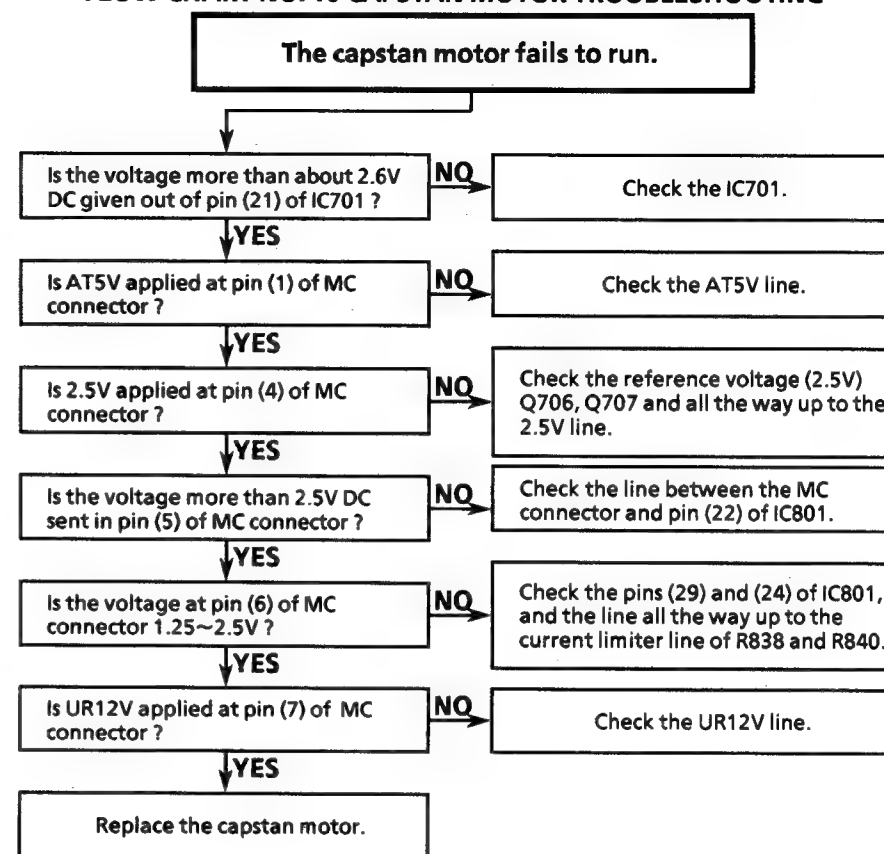 The capstan motor fails to run.
Is the voltage more than about 2.6V
DC given out of pin (21) of IC701 ?
NO
Check the IC701.
YES
Is AT5V applied at pin (1) of MC
connector ?
NO
Check the AT5V line.
YES
Is 2.5V applied at pin (4) of MC
connector ?
NO
Check the reference voltage (2.5V)
Q706, Q707 and all the way up to the
2.5V line.
YES
Is the voltage more than 2.5V DC
sent in pin (5) of MC connector ?
NO
Check the line between the MC
connector and pin (22) of IC801.
YES
Is the voltage at pin (6) of MC
connector 1.25~2.5V ?
NO
Check the pins (29) and (24) of IC801,
and the line all the way up to the
current limiter line of R838 and R840.
YES
Is UR12V applied at pin (7) of MC
connector ?
NO
Check the UR12V line.
YES
Replace the capstan motor.